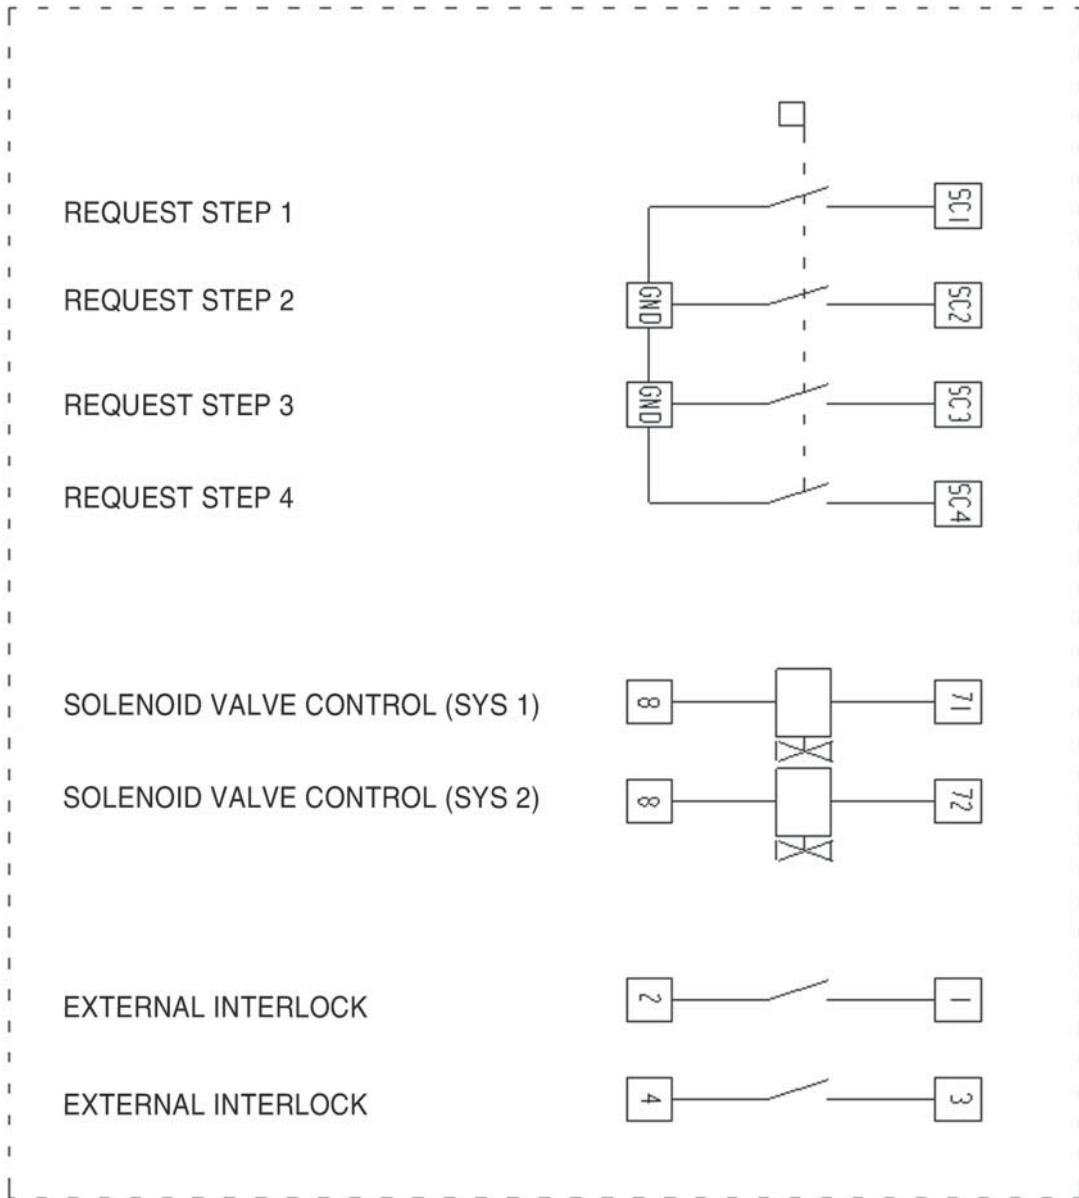 REQUEST STEP 1
SC1
REQUEST STEP 2
GND
SC2
REQUEST STEP 3
GND
SC3
REQUEST STEP 4
SC4
SOLENOID VALVE CONTROL (SYS 1)
8
71
SOLENOID VALVE CONTROL (SYS 2)
8
72
EXTERNAL INTERLOCK
2
1
EXTERNAL INTERLOCK
4
3